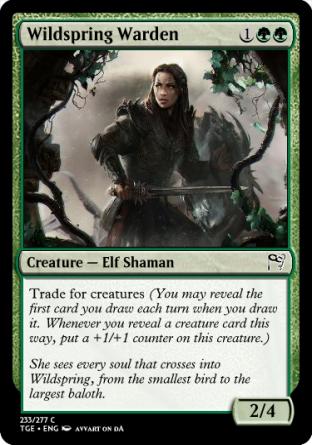 Wildspring Warden 1
Creature — Elf Shaman
Trade for creatures (You may reveal the
first card you draw each turn when you draw
it. Whenever you reveal a creature card this
way, put a +1/+1 counter on this creature.)
She sees every soul that crosses into
Wildspring, from the smallest bird to the
largest baloth.
2/4
233/277 C
TGE • ENG AVVART ON dA